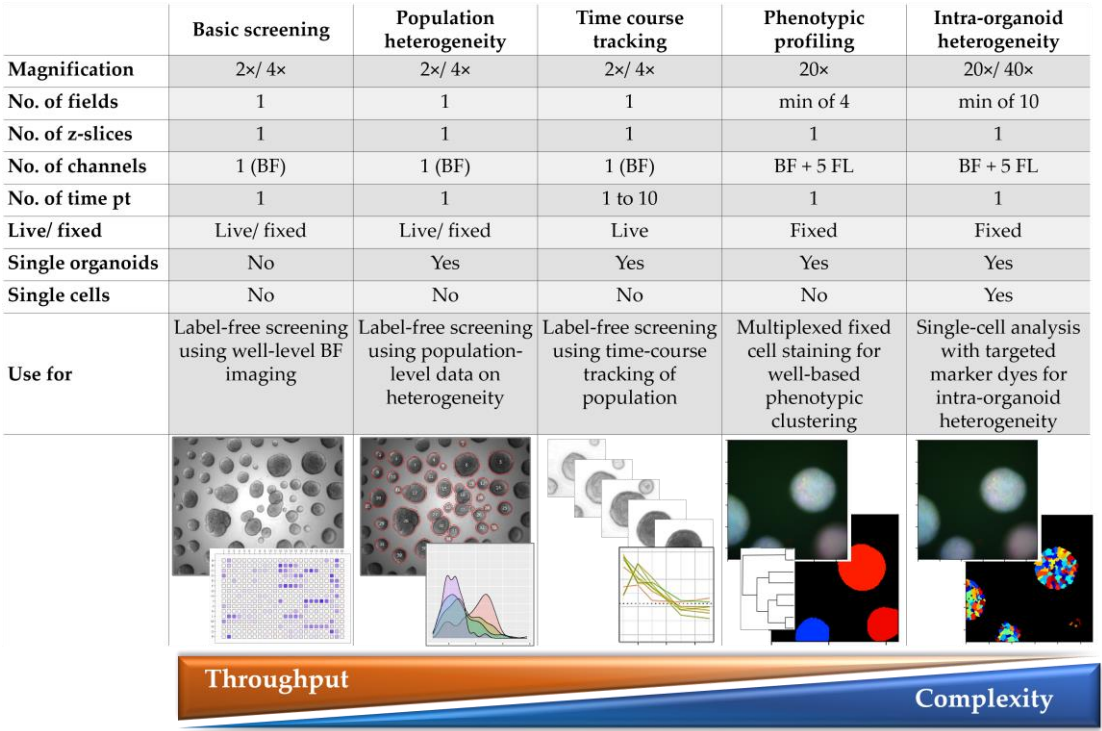 Basic screening
Population heterogeneity
Time course tracking
Phenotypic profiling
Intra-organoid heterogeneity
Magnification 2×/ 4× 2×/ 4× 2×/ 4× 20× 20×/ 40×
No. of fields 1 1 1 min of 4 min of 10
No. of z-slices 1 1 1 1 1
No. of channels 1 (BF) 1 (BF) 1 (BF) BF + 5 FL BF + 5 FL
No. of time pt 1 1 1 to 10 1 1
Live/ fixed Live/ fixed Live/ fixed Live Fixed Fixed
Single organoids No Yes Yes Yes Yes
Single cells No No No No Yes
Use for
Label-free screening
using well-level BF
imaging
Label-free screening
using population-
level data on
heterogeneity
Label-free screening
using time-course
tracking of
population
Multiplexed fixed
cell staining for
well-based
phenotypic
clustering
Single-cell analysis
with targeted
marker dyes for
intra-organoid
heterogeneity
Throughput
Complexity